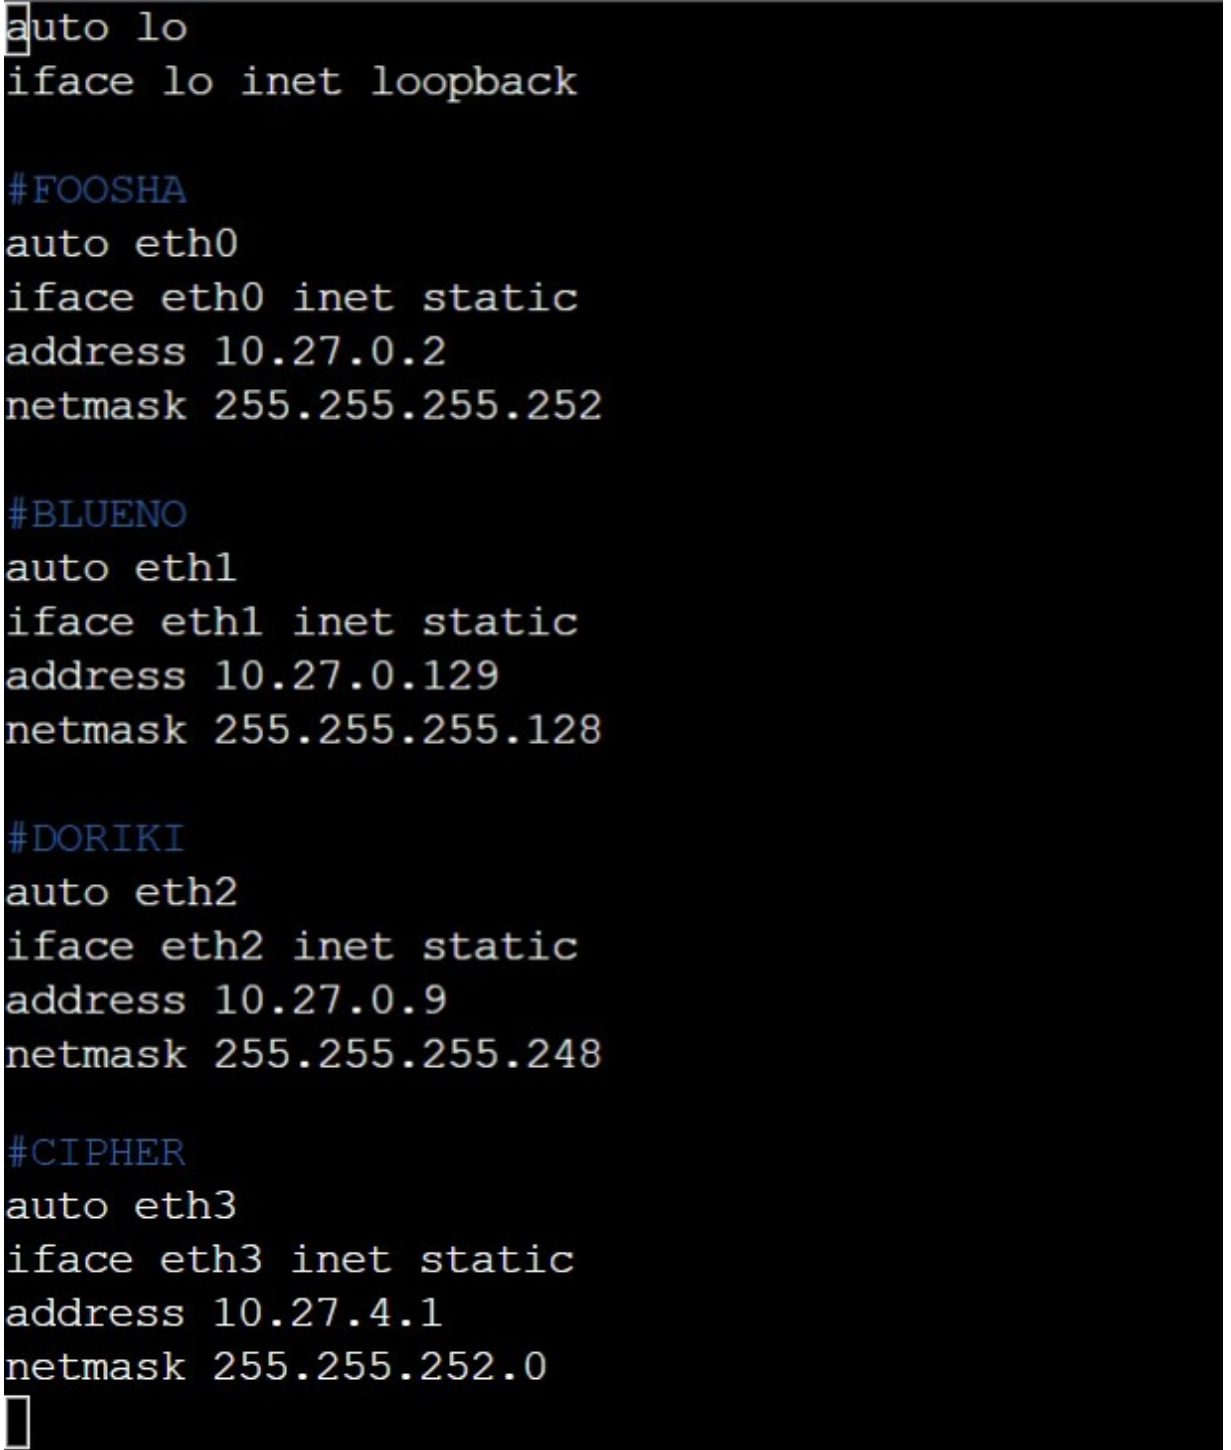 auto lo
iface lo inet loopback
#FOOSHA
auto eth0
iface eth0 inet static
address 10.27.0.2
netmask 255.255.255.252
#BLUENO
auto eth1
iface eth1 inet static
address 10.27.0.129
netmask 255.255.255.128
#DORIKI
auto eth2
iface eth2 inet static
address 10.27.0.9
netmask 255.255.255.248
#CIPHER
auto eth3
iface eth3 inet static
address 10.27.4.1
netmask 255.255.252.0